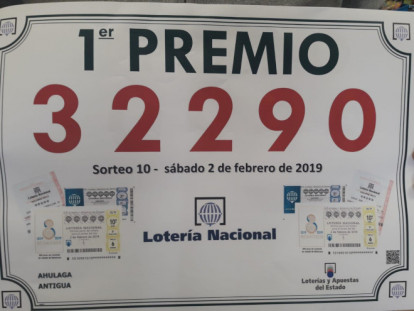 1er PREMIO
32290
Sorteo 10 - sábado 2 de febrero de 2019
Lotería Nacional
AHULAGA
ANTIGUA
Loterías y Apuestas
del Estado